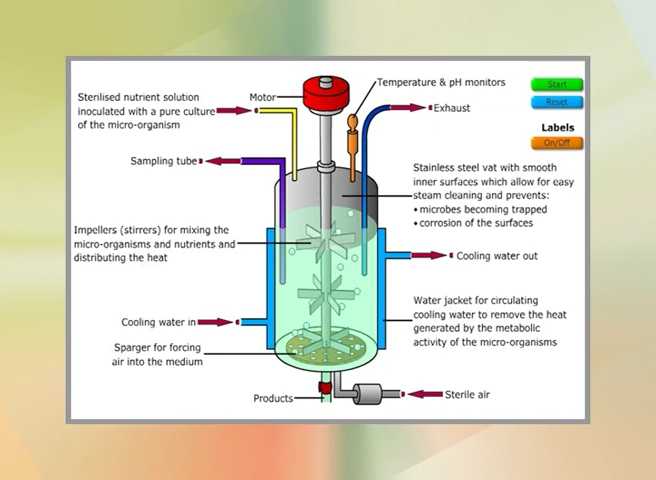 Sterilised nutrient solution
inoculated with a pure culture
of the micro-organism
Motor
Temperature & pH monitors
Exhaust
Start
Reset
Labels
On/Off
Sampling tube
Stainless steel vat with smooth
inner surfaces which allow for easy
steam cleaning and prevents:
• microbes becoming trapped
• corrosion of the surfaces
Impellers (stirrers) for mixing the
micro-organisms and nutrients and
distributing the heat
Cooling water out
Cooling water in
Water jacket for circulating
cooling water to remove the heat
generated by the metabolic
activity of the micro-organisms
Sparger for forcing
air into the medium
Products
Sterile air